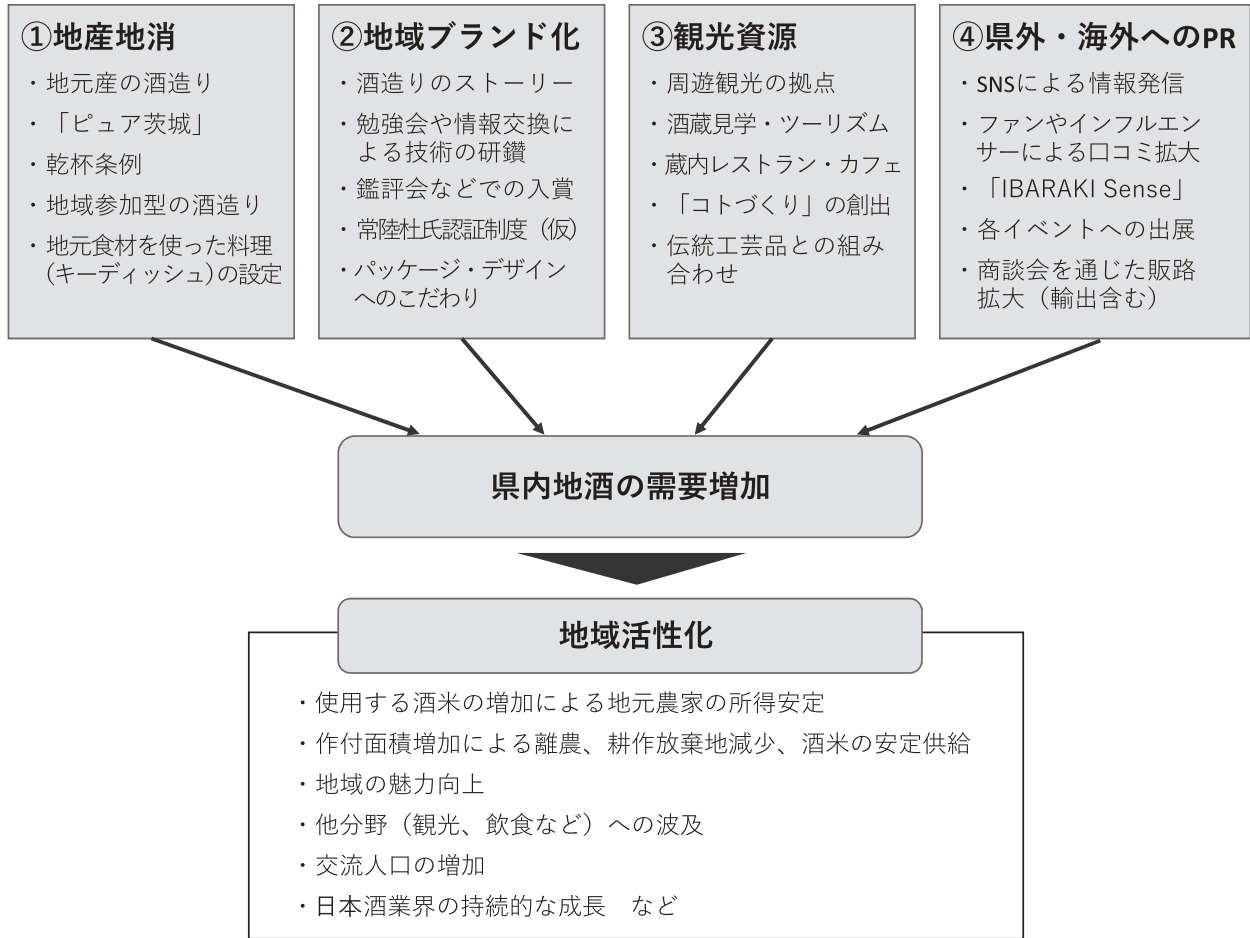 ①地産地消
・地元産の酒造り
・「ピュア茨城」
・乾杯条例
・地域参加型の酒造り
・地元食材を使った料理
(キーディッシュ)の設定
②地域ブランド化
・酒造りのストーリー
・勉強会や情報交換に
よる技術の研鑽
・鑑評会などでの入賞
・常陸杜氏認証制度（仮）
・パッケージ・デザイン
へのこだわり
③観光資源
・周遊観光の拠点
・酒蔵見学・ツーリズム
・蔵内レストラン・カフェ
・「コトづくり」の創出
・伝統工芸品との組み
合わせ
④県外・海外へのPR
・SNSによる情報発信
・ファンやインフルエン
サーによる口コミ拡大
・「IBARAKI Sense」
・各イベントへの出展
・商談会を通じた販路
拡大（輸出含む）
県内地酒の需要増加
地域活性化
・使用する酒米の増加による地元農家の所得安定
・作付面積増加による離農、耕作放棄地減少、酒米の安定供給
・地域の魅力向上
・他分野（観光、飲食など）への波及
・交流人口の増加
・日本酒業界の持続的な成長　など